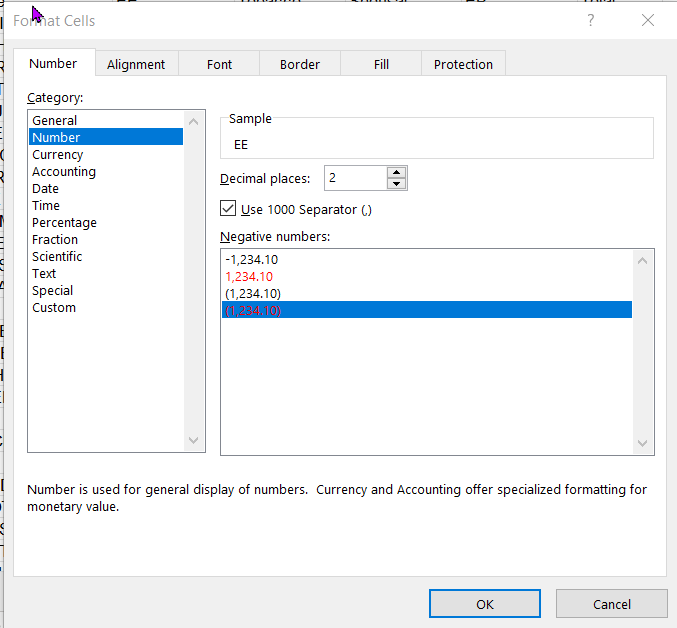 Format Cells
?
Number Alignment Font Border Fill Protection
Category:
General
Number
Currency
Accounting
Date
Time
Percentage
Fraction
Scientific
Text
Special
Custom
Sample
EE
Decimal places: 2
Use 1000 Separator (,)
Negative numbers:
-1,234.10
1,234.10
(1,234.10)
(1,234.10)
Number is used for general display of numbers. Currency and Accounting offer specialized formatting for
monetary value.
OK Cancel